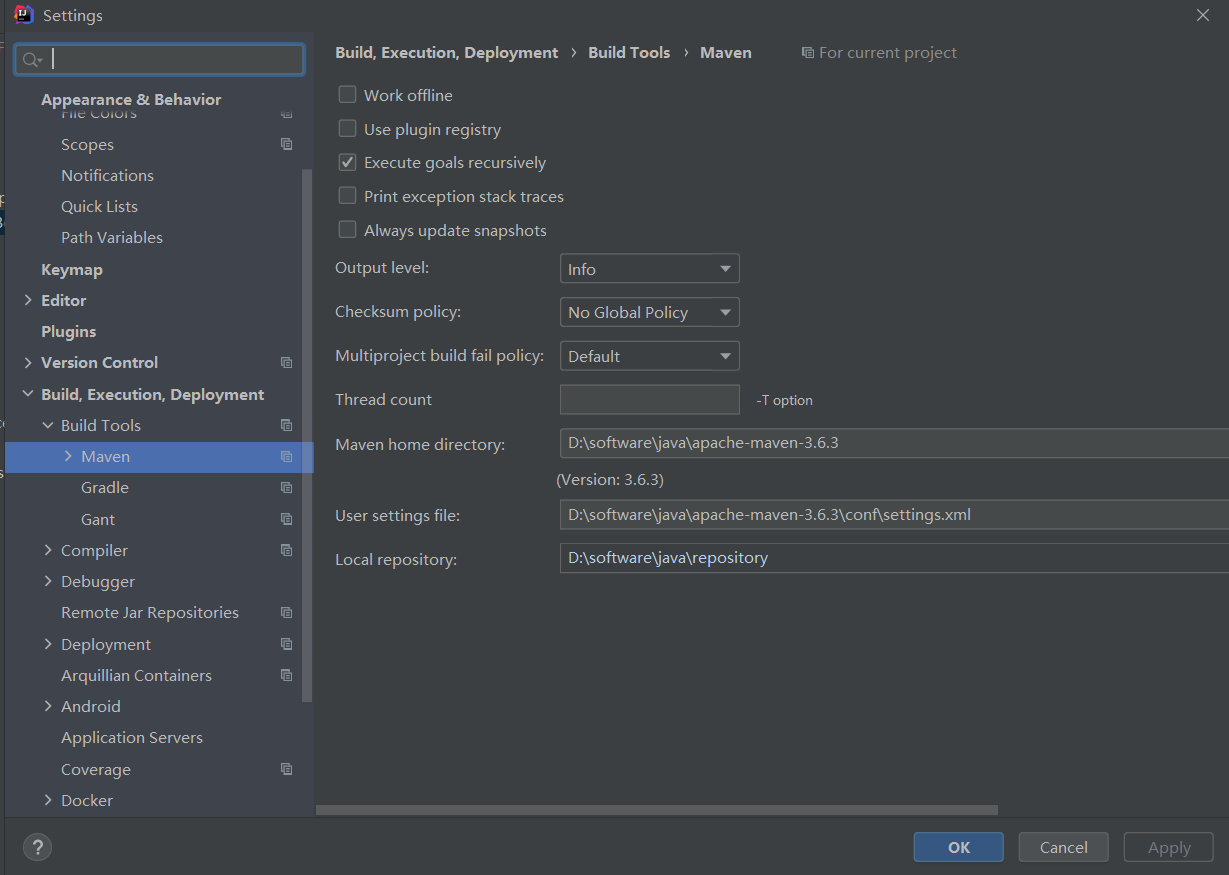 Settings
Appearance & Behavior
File Colors
Scopes
Notifications
Quick Lists
Path Variables
Keymap
Editor
Plugins
Version Control
Build, Execution, Deployment
Build Tools
Maven
Gradle
Gant
Compiler
Debugger
Remote Jar Repositories
Deployment
Arquillian Containers
Android
Application Servers
Coverage
Docker
Build, Execution, Deployment › Build Tools › Maven For current project
Work offline
Use plugin registry
Execute goals recursively
Print exception stack traces
Always update snapshots
Output level: Info
Checksum policy: No Global Policy
Multiproject build fail policy: Default
Thread count -T option
Maven home directory: D:\software\java\apache-maven-3.6.3
(Version: 3.6.3)
User settings file: D:\software\java\apache-maven-3.6.3\conf\settings.xml
Local repository: D:\software\java\repository
? OK Cancel Apply